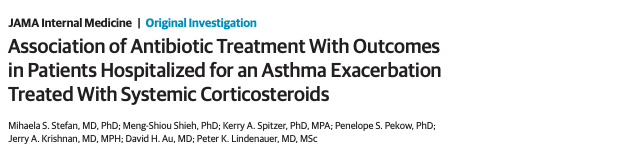 JAMA Internal Medicine | Original Investigation
Association of Antibiotic Treatment With Outcomes
in Patients Hospitalized for an Asthma Exacerbation
Treated With Systemic Corticosteroids
Mihaela S. Stefan, MD, PhD; Meng-Shiou Shieh, PhD; Kerry A. Spitzer, PhD, MPA; Penelope S. Pekow, PhD;
Jerry A. Krishnan, MD, MPH; David H. Au, MD; Peter K. Lindenauer, MD, MSc